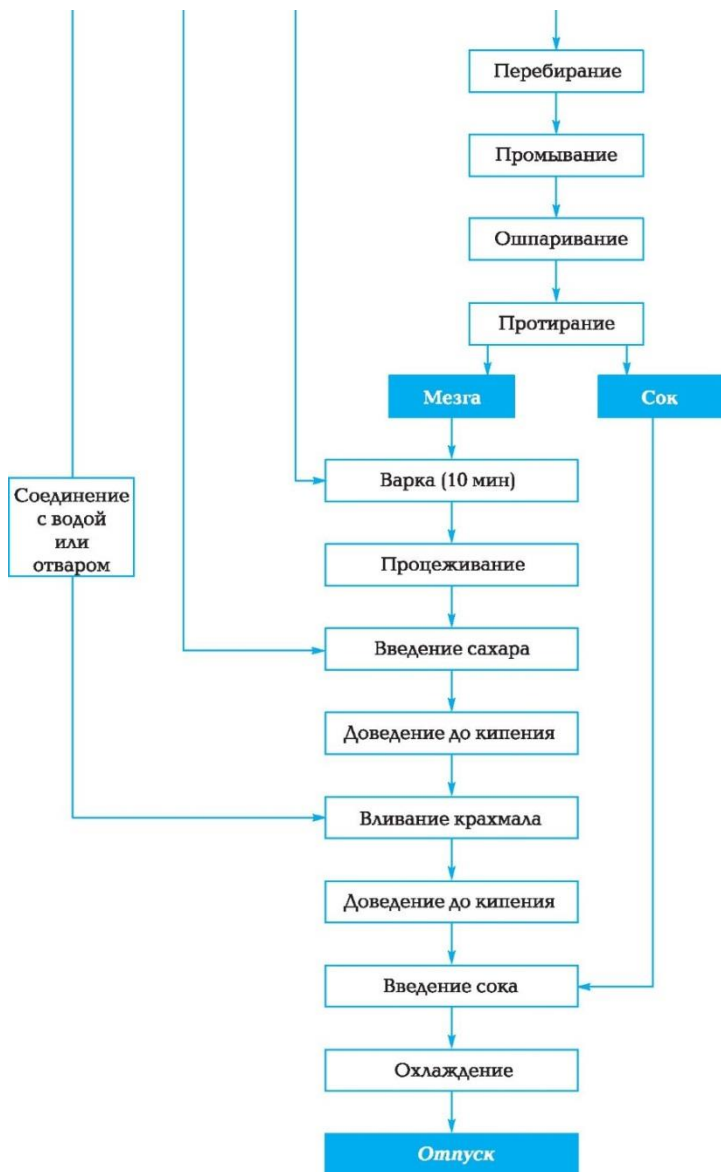 Перебирание
Промывание
Ошпаривание
Протирание
Мезга
Сок
Варка (10 мин)
Соединение
с водой
или
отваром
Процеживание
Введение сахара
Доведение до кипения
Вливание крахмала
Доведение до кипения
Введение сока
Охлаждение
Отпуск